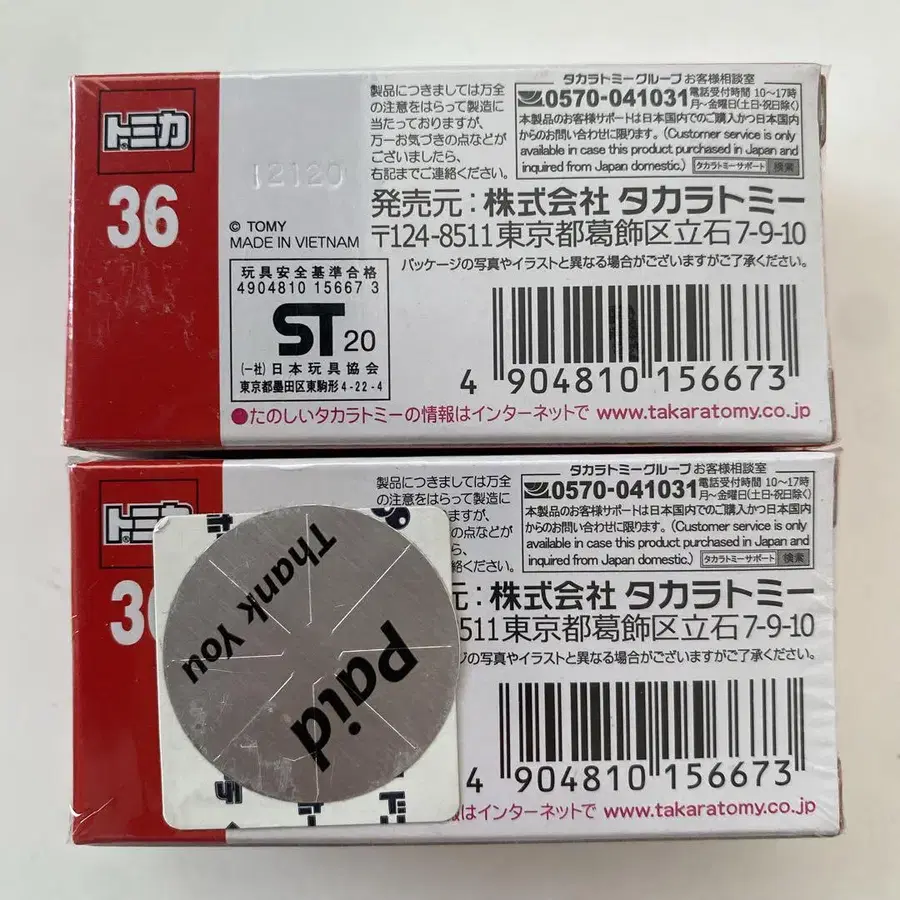 トミカ
36
12120
© TOMY
MADE IN VIETNAM
製品につきましては万全
の注意をはらって製造に
当たっておりますが、
万一お気づきの点などが
ございましたら、
右記までご連絡ください。
タカラトミーグループ お客様相談室
0570-041031 電話受付時間 10～17時
月～金曜日(土・日・祝日除く)
本製品のお客様サポートは日本国内でのご購入かつ日本国内
からのお問い合わせに限ります。(Customer service is only
available in case this product purchased in Japan and
inquired from Japan domestic.) タカラトミーサポート 検索
発売元：株式会社 タカラトミー
〒124-8511 東京都葛飾区立石7-9-10
パッケージの写真やイラストと異なる場合がございますがご了承ください。
玩具安全基準合格
4904810 15667 3
ST 20
(一社)日本玩具協会
東京都墨田区東駒形4-22-4
4 904810 156673
●たのしいタカラトミーの情報はインターネットで www.takaratomy.co.jp
トミカ
3
製品につきましては万全
の注意をはらって製造に
すが、
の点などが
ら、
絡ください。
タカラトミーグループ お客様相談室
0570-041031 電話受付時間 10～17時
月～金曜日(土・日・祝日除く)
本製品のお客様サポートは日本国内でのご購入かつ日本国内
からのお問い合わせに限ります。(Customer service is only
available in case this product purchased in Japan and
inquired from Japan domestic.) タカラトミーサポート 検索
元：株式会社 タカラトミー
511 東京都葛飾区立石7-9-10
ジの写真やイラストと異なる場合がございますがご了承ください。
Thank You
Paid
4 904810 156673
報はインターネットで www.takaratomy.co.jp